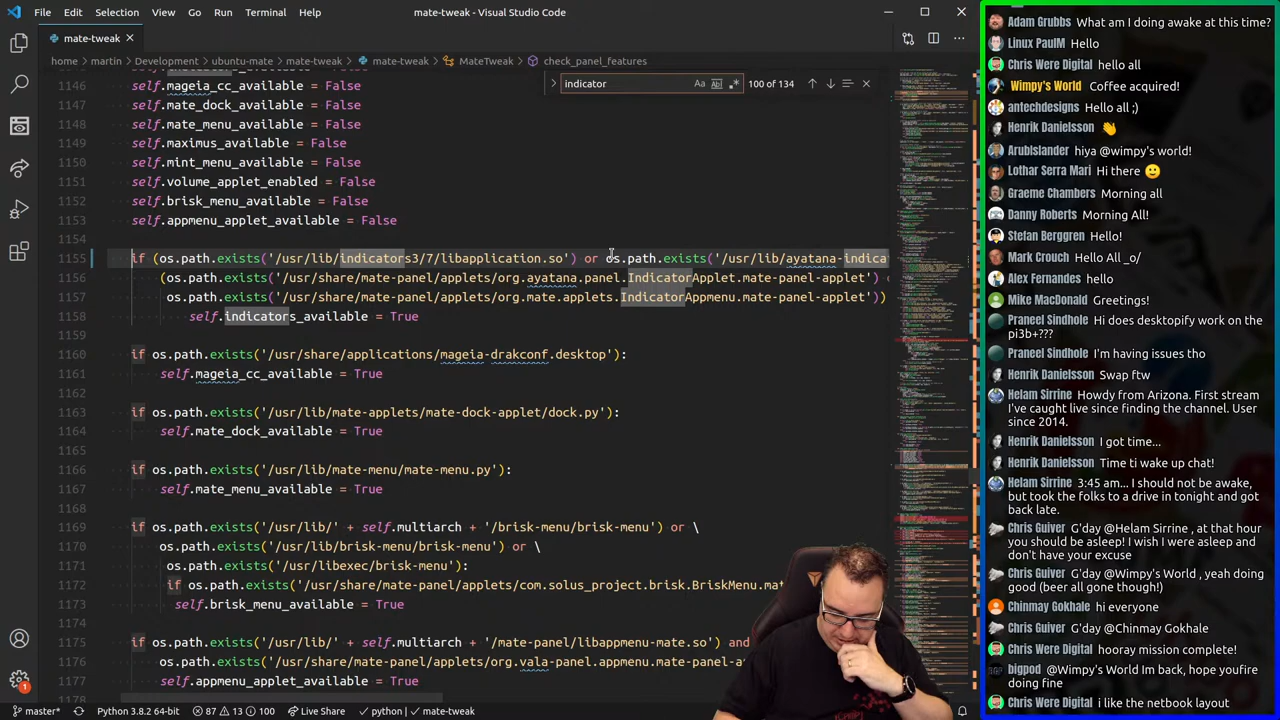 File Edit Selection View Go Run Terminal Help mate-tweak - Visual Studio Code
mate-tweak
home > martin > Development > ubuntu-mate > mate-tweak > mate-tweak > MateTweak > check_panel_features
indicator 100 of 134
1146 self.mageia_cc_available = False
1147 self.mate_dock_available = False
1148 self.mate_menu_available = False
1149 self.maximus_available = False
1150 self.mint_menu_available = False
1151 self.volume_applet_enabled = False
1152 self.brisk_menu_available = False
1153 self.appmenu_applet_available = False
1154
1155 if (os.path.exists('/usr/lib/indicators3/7/libapplication.so') or os.path.exists('/usr/lib/ayatana-indica
1156 (os.path.exists('/usr/share/mate-panel/applets/org.ayatana.panel.IndicatorApplet.mate-panel-applet')
1157 os.path.exists('/usr/share/mate-panel/applets/org.mate.applets.IndicatorAppmenu.mate-panel-applet'))
1158 self.indicators_available = True
1160 if os.path.exists('/usr/share/applications/mageia-drakconf.desktop'):
1161 self.mageia_cc_available = True
1163 if os.path.exists('/usr/lib/mate-applets/mate-dock-applet/dock.py'):
1164 self.mate_dock_available = True
1166 if os.path.exists('/usr/lib/mate-menu/mate-menu.py'):
1167 self.mate_menu_available = True
1169 if os.path.exists('/usr/lib/' + self.multiarch + '/brisk-menu/brisk-menu') or \
1170 os.path.exists('/usr/lib/brisk-menu/brisk-menu') or \
1171 os.path.exists('/usr/libexec/brisk-menu'):
1172 if os.path.exists('/usr/share/mate-panel/applets/com.solus_project.brisk.BriskMenu.mat
1173 self.brisk_menu_available = True
1175 if os.path.exists('/usr/lib/' + self.multiarch + '/mate-panel/libappmenu-mate.so') and
1176 os.path.exists('/usr/share/mate-panel/applets/org.vala-panel.appmenu.mate-panel-a
1177 self.appmenu_applet_available = True
master* Python 3.8.2 64-bit 87 13 100 Live Share python mate-tweak
Adam Grubbs What am I doing awake at this time?
Linux PaulM Hello
Chris Were Digital hello all
Wimpy's World Coffee acquired!
antechdesigns Hello all ;)
Henrik Danielsson 👋
ArubIslander hiya @wimpy's world!
Lothar Serra Mari Hi there 🙂
Graeme Chambers Morning all
Danny Roberts Morning All!
Stefan Berggren Hello!
Mark Crouch Hello All _o/
Alex Fernandes hello
Mike MacDonald Greetings!
Praneel Sindhole Hi does desktopify work on the
pi3b+???
Praneel Sindhole I'm having issues tho
Henrik Danielsson Swap ftw
Helam Sirrine Howdy from Arizona. First stream
I've caught live since finding the channel. User
since 2014.
Henrik Danielsson I got time...
Henrik Danielsson Time ti wake up chat!
Helam Sirrine 3:45 am... I should not be awake,
but took the folks to a drive in tonight and got
back late.
Chris Guiver G'day @Helam Sirrine , at that hour
you should be asleep! I wish I were asleep and
don't have your excuse
Chris Guiver G'day @Wimpy's World , yeah doing
good (beer all gone though!)
Chinmay Gokhale hi everyone
Chris Guiver G'day @Chinmay Gokhale
Chris Were Digital hooray mission complete!
bigpod @Wimpy's World Im back, hope youfire
doing fine
Chris Were Digital i like the netbook layout